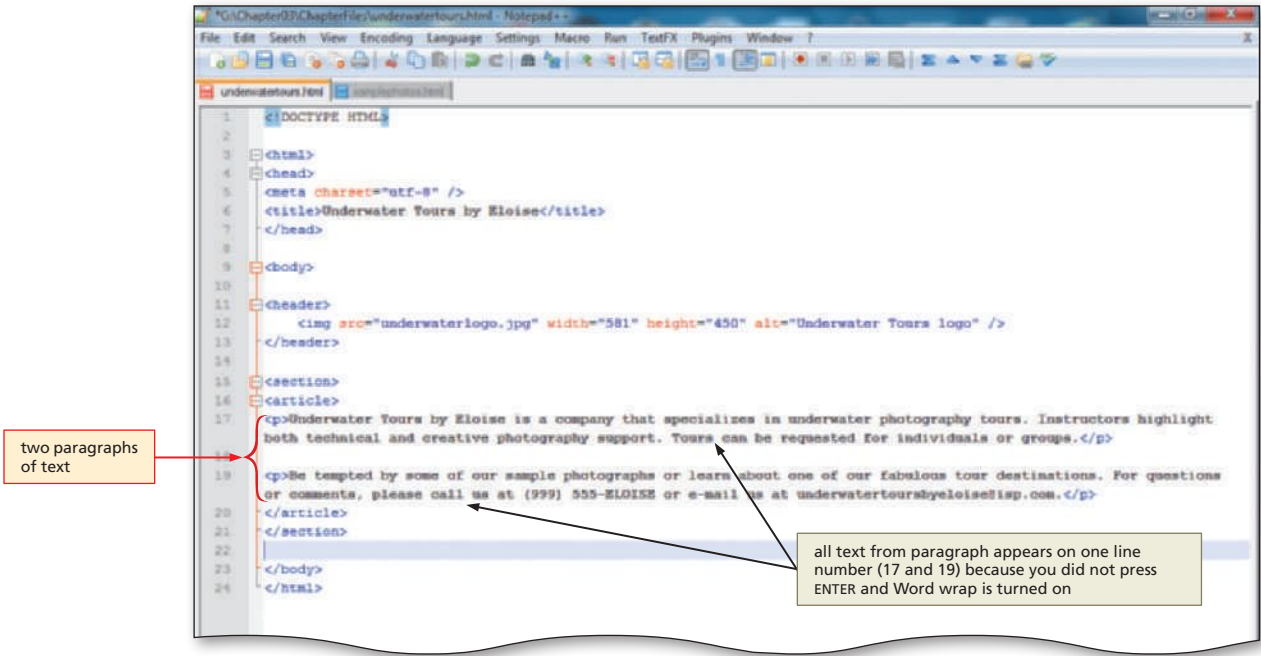 *G:\Chapter03\ChapterFiles\underwatertours.html - Notepad++
File Edit Search View Encoding Language Settings Macro Run TextFX Plugins Window ? X
underwatertours.html samplephotos.html
1 <!DOCTYPE HTML>
2
3 <html>
4 <head>
5 <meta charset="utf-8" />
6 <title>Underwater Tours by Eloise</title>
7 </head>
8
9 <body>
10
11 <header>
12 <img src="underwaterlogo.jpg" width="581" height="450" alt="Underwater Tours logo" />
13 </header>
14
15 <section>
16 <article>
17 <p>Underwater Tours by Eloise is a company that specializes in underwater photography tours. Instructors highlight
both technical and creative photography support. Tours can be requested for individuals or groups.</p>
18
19 <p>Be tempted by some of our sample photographs or learn about one of our fabulous tour destinations. For questions
or comments, please call us at (999) 555-ELOISE or e-mail us at underwatertoursbyeloise@isp.com.</p>
20 </article>
21 </section>
22
23 </body>
24 </html>
two paragraphs
of text
all text from paragraph appears on one line
number (17 and 19) because you did not press
ENTER and Word wrap is turned on